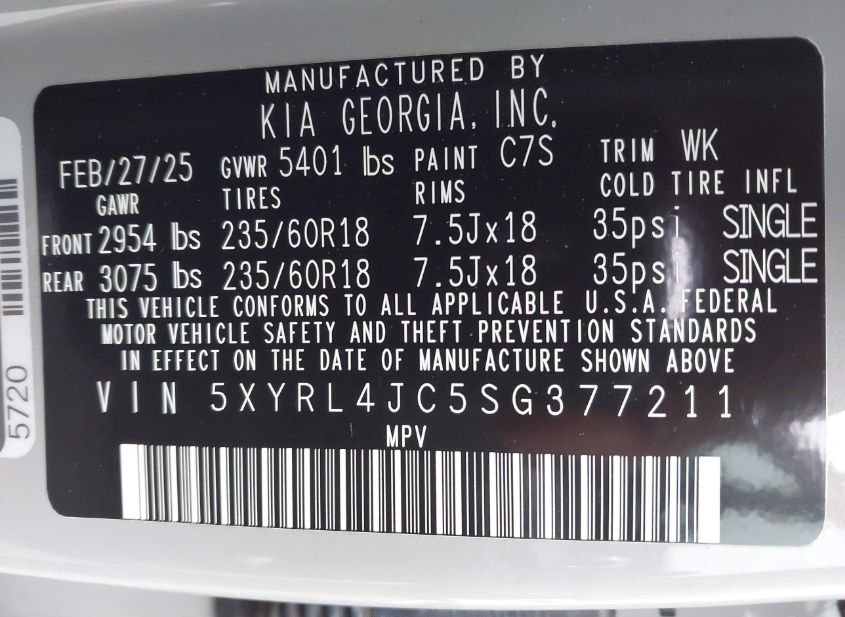 MANUFACTURED BY
KIA GEORGIA, INC.
FEB/27/25 GVWR 5401 lbs PAINT C7S TRIM WK
GAWR TIRES RIMS COLD TIRE INFL
FRONT 2954 lbs 235/60R18 7.5Jx18 35psi SINGLE
REAR 3075 lbs 235/60R18 7.5Jx18 35psi SINGLE
THIS VEHICLE CONFORMS TO ALL APPLICABLE U.S.A. FEDERAL
MOTOR VEHICLE SAFETY AND THEFT PREVENTION STANDARDS
IN EFFECT ON THE DATE OF MANUFACTURE SHOWN ABOVE
VIN 5XYRL4JC5SG377211
MPV
5720